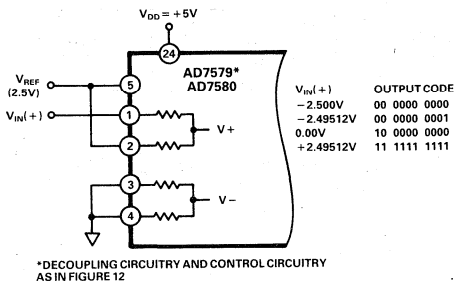 V_DD = +5V
24
AD7579*
AD7580
V_REF
(2.5V)
5
V_IN(+)
1
V+
2
3
V–
4
V_IN(+) OUTPUT CODE
–2.500V 00 0000 0000
–2.49512V 00 0000 0001
0.00V 10 0000 0000
+2.49512V 11 1111 1111
*DECOUPLING CIRCUITRY AND CONTROL CIRCUITRY
AS IN FIGURE 12